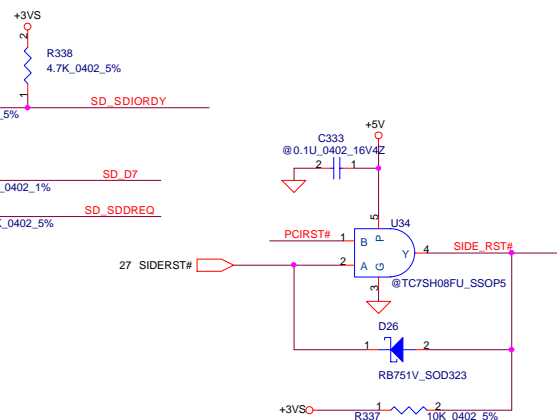 +3VS
2
R338
4.7K_0402_5%
1
SD_SDIORDY
_5%
+5V
C333
@0.1U_0402_16V4Z
2 1
SD_D7
_0402_1%
SD_SDDREQ
_0402_5%
5
U34
PCIRST# 1 B P
Y 4 SIDE_RST#
27 SIDERST# 2 A G
3
@TC7SH08FU_SSOP5
D26
1 2
RB751V_SOD323
+3VS 1 2
R337 10K_0402_5%